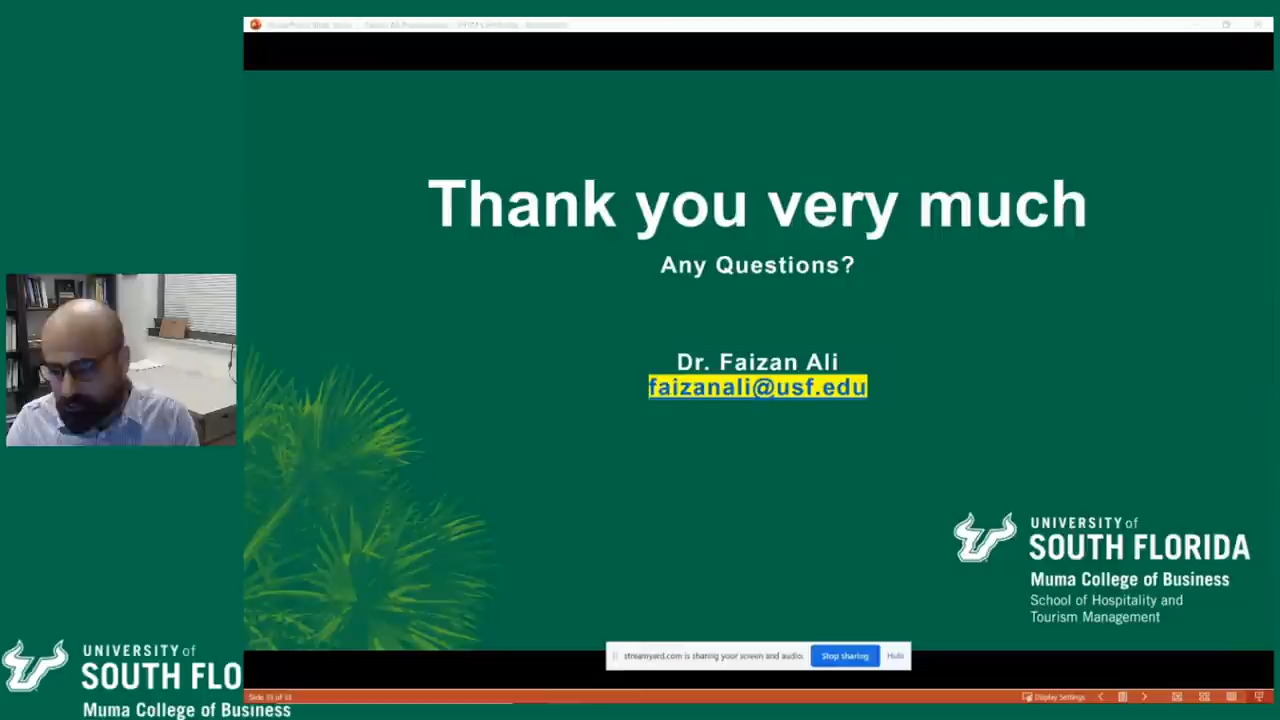 Thank you very much
Any Questions?
Dr. Faizan Ali
faizanali@usf.edu
UNIVERSITY of
SOUTH FLORIDA
Muma College of Business
School of Hospitality and
Tourism Management
streamyard.com is sharing your screen and audio.
Stop sharing
Hide
UNIVERSITY of
SOUTH FLO
Muma College of Business
Display Settings